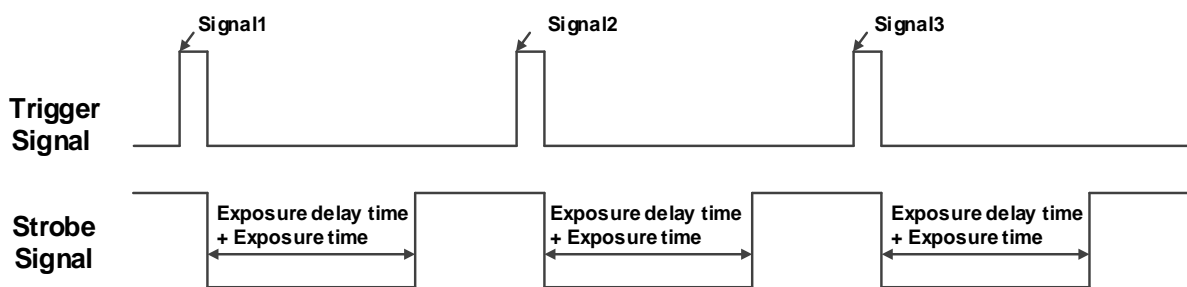 Signal1
Signal2
Signal3
Trigger
Signal
Exposure delay time
+ Exposure time
Exposure delay time
+ Exposure time
Exposure delay time
+ Exposure time
Strobe
Signal